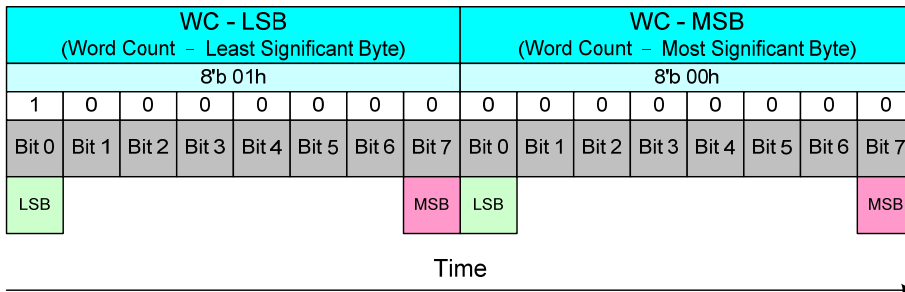 WC - LSB WC - MSB
(Word Count – Least Significant Byte) (Word Count – Most Significant Byte)
8'b 01h 8'b 00h
1 0 0 0 0 0 0 0 0 0 0 0 0 0 0 0
Bit 0 Bit 1 Bit 2 Bit 3 Bit 4 Bit 5 Bit 6 Bit 7 Bit 0 Bit 1 Bit 2 Bit 3 Bit 4 Bit 5 Bit 6 Bit 7
LSB MSB LSB MSB
Time